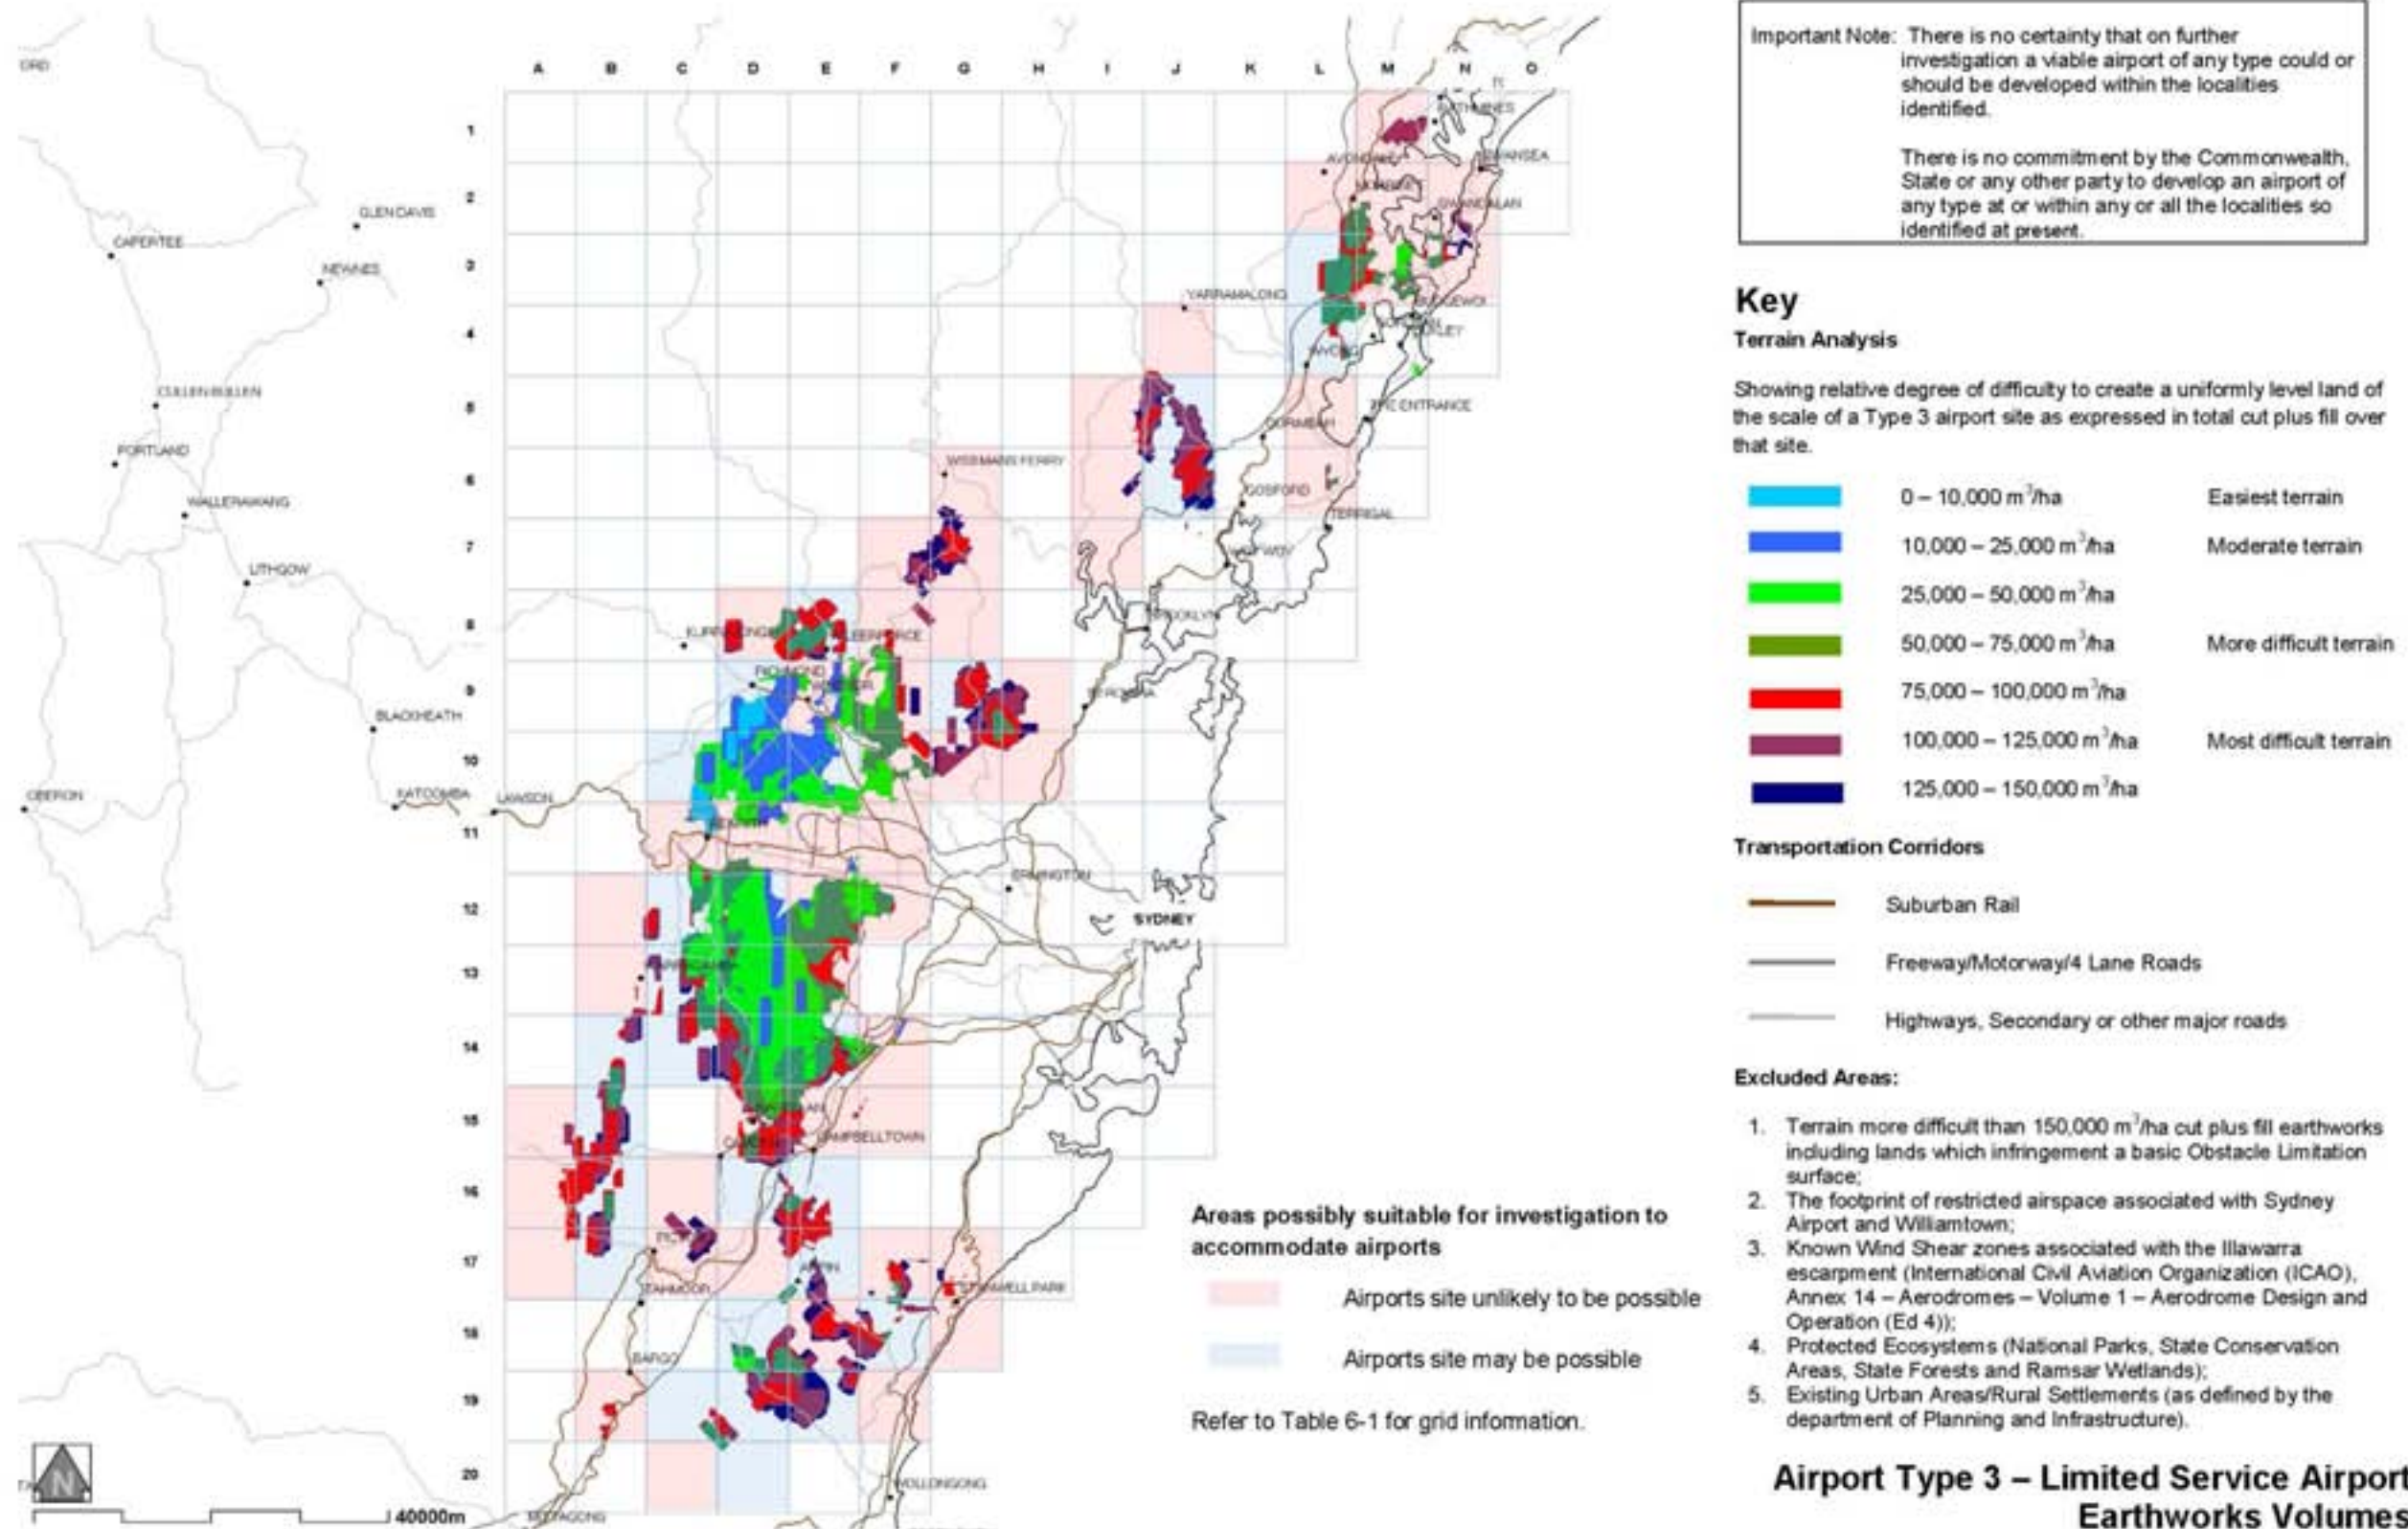 Important Note: There is no certainty that on further
investigation a viable airport of any type could or
should be developed within the localities
identified.
There is no commitment by the Commonwealth,
State or any other party to develop an airport of
any type at or within any or all the localities so
identified at present.
A B C D E F G H I J K L M N O
1
2
3
4
5
6
7
8
9
10
11
12
13
14
15
16
17
18
19
20
SWANSEA
GWANDALAN
GLEN DAVIS
CAPERTEE
NEWNES
YARRAMALONG
CULLEN BULLEN
THE ENTRANCE
OURIMBAH
PORTLAND
WISEMANS FERRY
WALLERAWANG
GOSFORD
TERRIGAL
LITHGOW
BROOKLYN
RICHMOND
BLACKHEATH
OBERON
KATOOMBA
LAWSON
ERMINGTON
SYDNEY
CAMPBELLTOWN
APPIN
TAHMOOR
STANWELL PARK
BARGO
WOLLONGONG
MITTAGONG
N
40000m
Key
Terrain Analysis
Showing relative degree of difficulty to create a uniformly level land of
the scale of a Type 3 airport site as expressed in total cut plus fill over
that site.
0 – 10,000 m³/ha Easiest terrain
10,000 – 25,000 m³/ha Moderate terrain
25,000 – 50,000 m³/ha
50,000 – 75,000 m³/ha More difficult terrain
75,000 – 100,000 m³/ha
100,000 – 125,000 m³/ha Most difficult terrain
125,000 – 150,000 m³/ha
Transportation Corridors
Suburban Rail
Freeway/Motorway/4 Lane Roads
Highways, Secondary or other major roads
Excluded Areas:
1. Terrain more difficult than 150,000 m³/ha cut plus fill earthworks
including lands which infringement a basic Obstacle Limitation
surface;
2. The footprint of restricted airspace associated with Sydney
Airport and Williamtown;
3. Known Wind Shear zones associated with the Illawarra
escarpment (International Civil Aviation Organization (ICAO),
Annex 14 – Aerodromes – Volume 1 – Aerodrome Design and
Operation (Ed 4));
4. Protected Ecosystems (National Parks, State Conservation
Areas, State Forests and Ramsar Wetlands);
5. Existing Urban Areas/Rural Settlements (as defined by the
department of Planning and Infrastructure).
Areas possibly suitable for investigation to
accommodate airports
Airports site unlikely to be possible
Airports site may be possible
Refer to Table 6-1 for grid information.
Airport Type 3 – Limited Service Airport
Earthworks Volumes